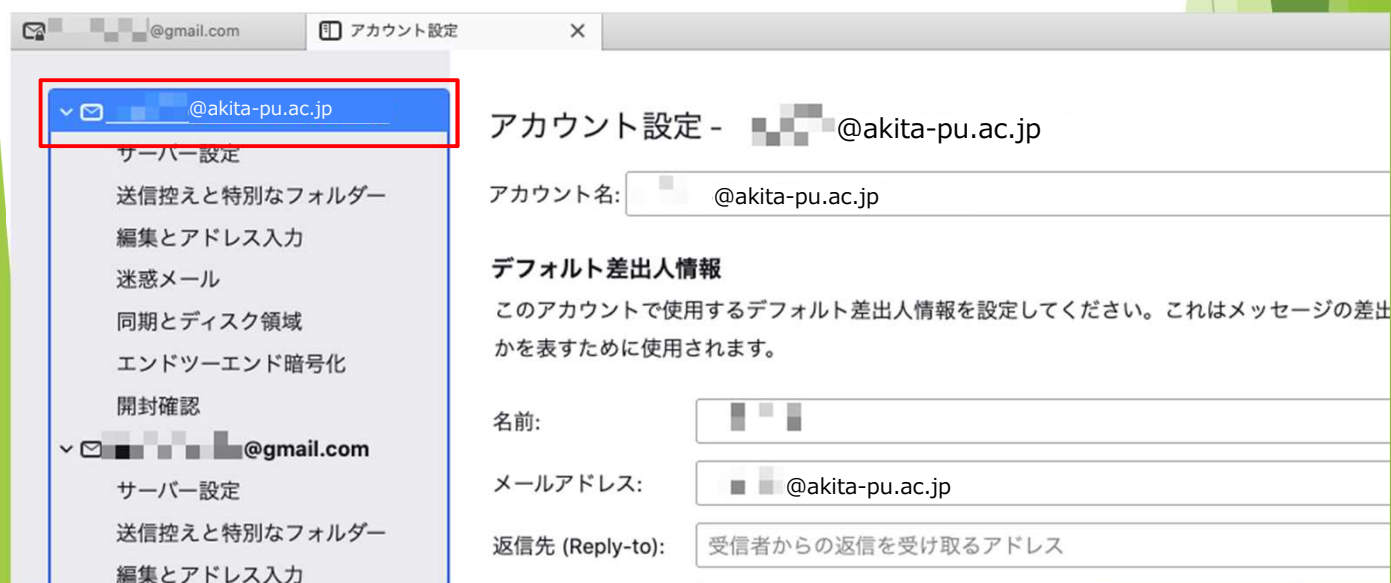 @gmail.com
アカウント設定
@akita-pu.ac.jp
サーバー設定
送信控えと特別なフォルダー
編集とアドレス入力
迷惑メール
同期とディスク領域
エンドツーエンド暗号化
開封確認
@gmail.com
サーバー設定
送信控えと特別なフォルダー
編集とアドレス入力
アカウント設定 - @akita-pu.ac.jp
アカウント名: @akita-pu.ac.jp
デフォルト差出人情報
このアカウントで使用するデフォルト差出人情報を設定してください。これはメッセージの差出
かを表すために使用されます。
名前:
メールアドレス: @akita-pu.ac.jp
返信先 (Reply-to): 受信者からの返信を受け取るアドレス